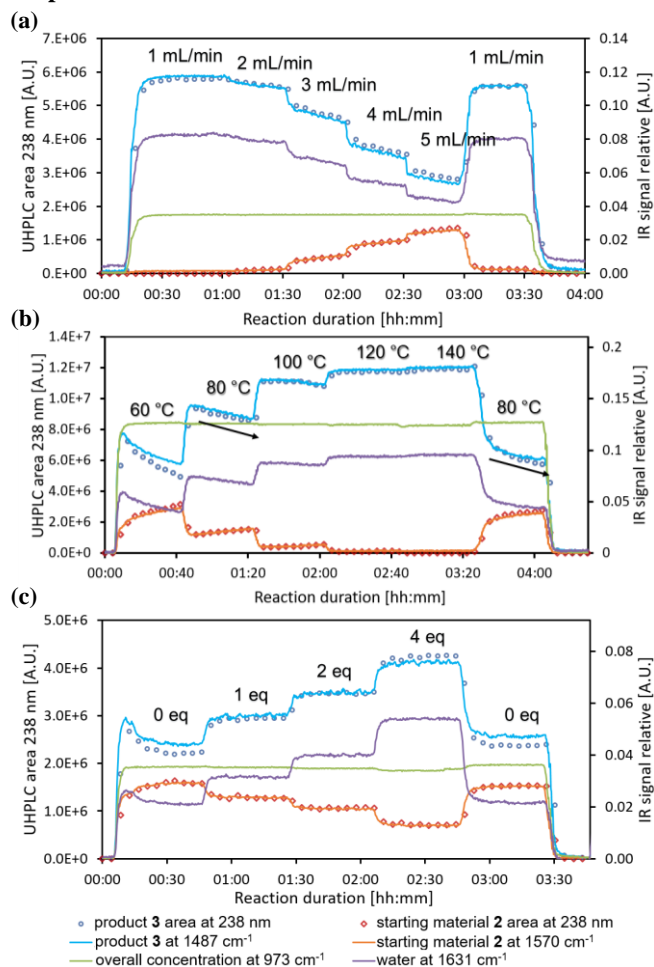 (a)
UHPLC area 238 nm [A.U.]
7.E+06
6.E+06
5.E+06
4.E+06
3.E+06
2.E+06
1.E+06
0.E+00
1 mL/min
2 mL/min
3 mL/min
4 mL/min
5 mL/min
1 mL/min
0.14
0.12
0.10
0.08
0.06
0.04
0.02
0.00
IR signal relative [A.U.]
00:00 00:30 01:00 01:30 02:00 02:30 03:00 03:30 04:00
Reaction duration [hh:mm]
(b)
UHPLC area 238 nm [A.U.]
1.4E+7
1.2E+7
1.0E+7
8.0E+6
6.0E+6
4.0E+6
2.0E+6
0.0E+0
60 °C
80 °C
100 °C
120 °C
140 °C
80 °C
0.2
0.15
0.1
0.05
0
IR signal relative [A.U.]
00:00 00:40 01:20 02:00 02:40 03:20 04:00
Reaction duration [hh:mm]
(c)
UHPLC area 238 nm [A.U.]
5.0E+6
4.0E+6
3.0E+6
2.0E+6
1.0E+6
0.0E+0
0 eq
1 eq
2 eq
4 eq
0 eq
0.08
0.06
0.04
0.02
0.00
IR signal relative [A.U.]
00:00 00:30 01:00 01:30 02:00 02:30 03:00 03:30
Reaction duration [hh:mm]
product 3 area at 238 nm
starting material 2 area at 238 nm
product 3 at 1487 cm⁻¹
starting material 2 at 1570 cm⁻¹
overall concentration at 973 cm⁻¹
water at 1631 cm⁻¹